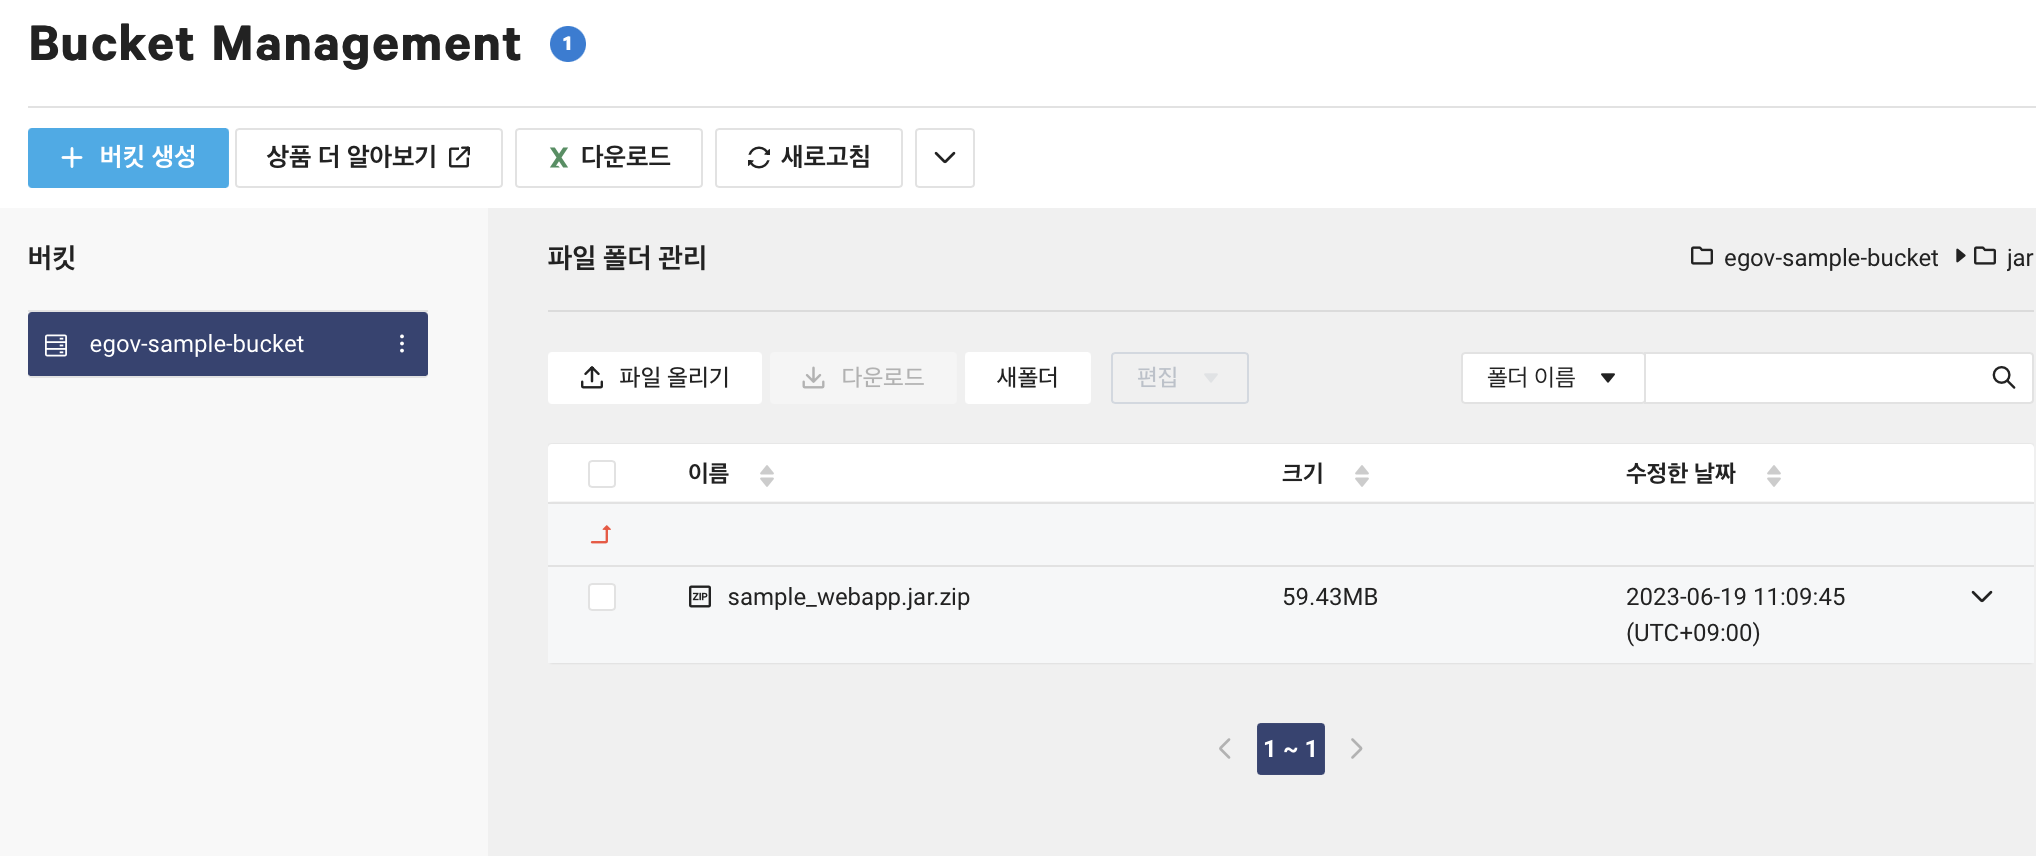 Bucket Management 1
버킷 생성 상품 더 알아보기 X 다운로드 새로고침
버킷
egov-sample-bucket
파일 폴더 관리 egov-sample-bucket jar
파일 올리기 다운로드 새폴더 편집 폴더 이름
이름 크기 수정한 날짜
ZIP sample_webapp.jar.zip 59.43MB 2023-06-19 11:09:45
(UTC+09:00)
1 ~ 1